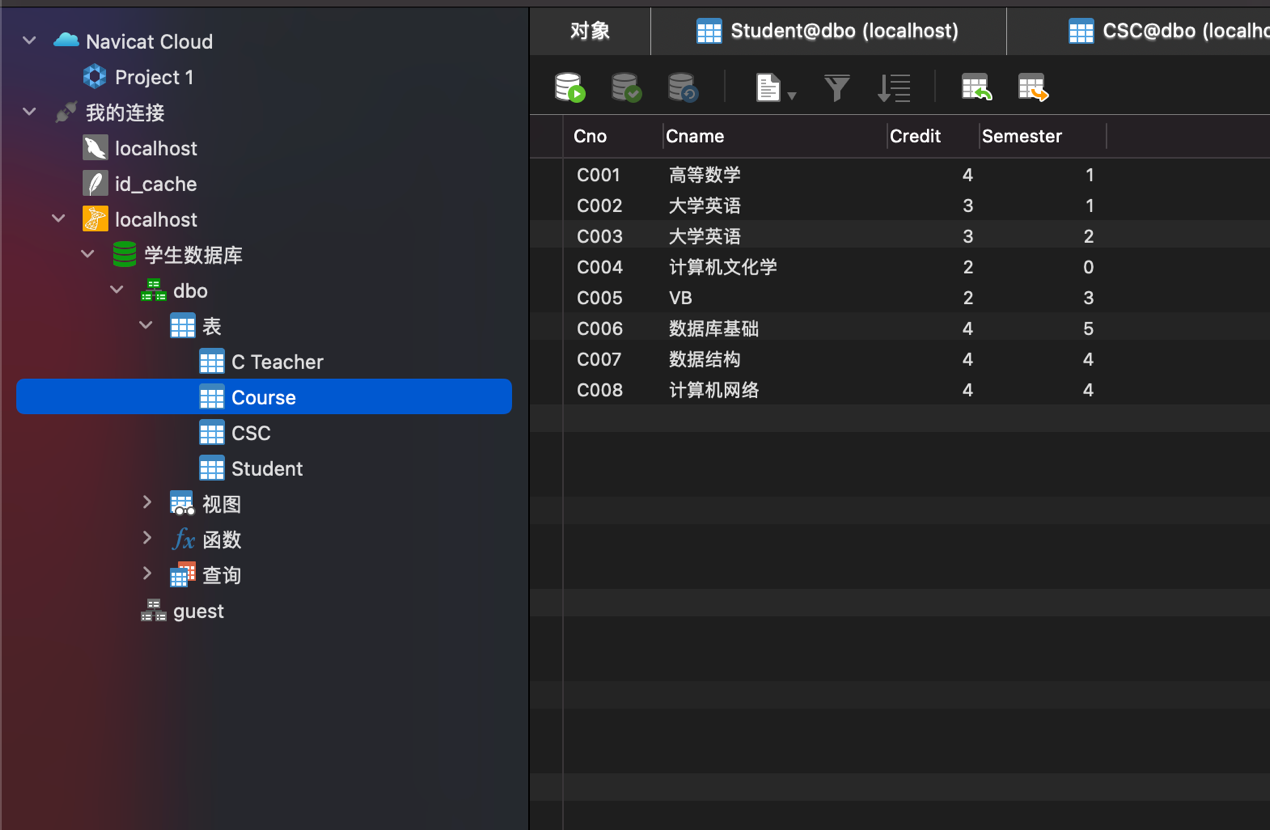 Navicat Cloud
Project 1
我的连接
localhost
id_cache
localhost
学生数据库
dbo
表
C Teacher
Course
CSC
Student
视图
fx 函数
查询
guest
对象 Student@dbo (localhost) CSC@dbo (localho
Cno Cname Credit Semester
C001 高等数学 4 1
C002 大学英语 3 1
C003 大学英语 3 2
C004 计算机文化学 2 0
C005 VB 2 3
C006 数据库基础 4 5
C007 数据结构 4 4
C008 计算机网络 4 4